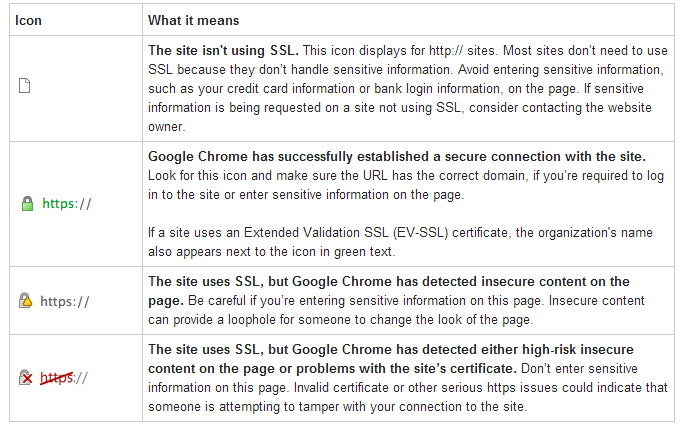 Icon What it means
The site isn't using SSL. This icon displays for http:// sites. Most sites don't need to use
SSL because they don't handle sensitive information. Avoid entering sensitive information,
such as your credit card information or bank login information, on the page. If sensitive
information is being requested on a site not using SSL, consider contacting the website
owner.
https://
Google Chrome has successfully established a secure connection with the site.
Look for this icon and make sure the URL has the correct domain, if you're required to log
in to the site or enter sensitive information on the page.
If a site uses an Extended Validation SSL (EV-SSL) certificate, the organization's name
also appears next to the icon in green text.
https://
The site uses SSL, but Google Chrome has detected insecure content on the
page. Be careful if you're entering sensitive information on this page. Insecure content
can provide a loophole for someone to change the look of the page.
https://
The site uses SSL, but Google Chrome has detected either high-risk insecure
content on the page or problems with the site's certificate. Don't enter sensitive
information on this page. Invalid certificate or other serious https issues could indicate that
someone is attempting to tamper with your connection to the site.